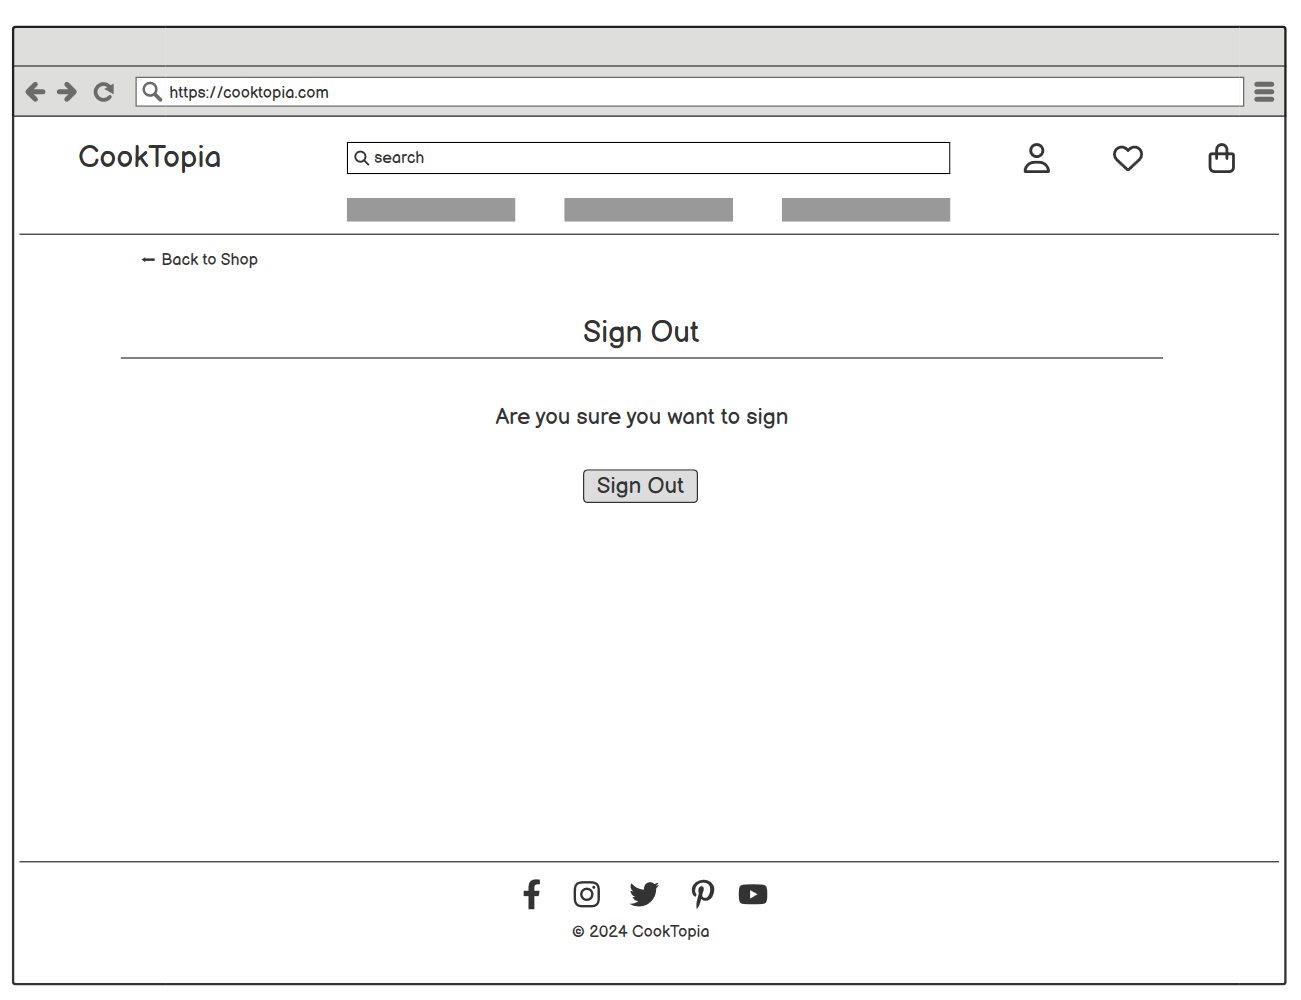 https://cooktopia.com
CookTopia
search
← Back to Shop
Sign Out
Are you sure you want to sign
Sign Out
© 2024 CookTopia